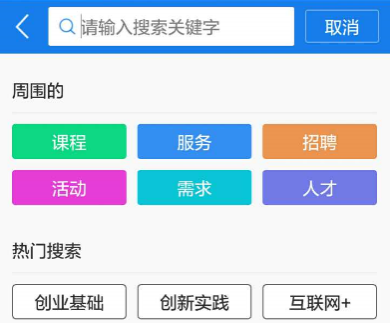 请输入搜索关键字 取消
周围的
课程 服务 招聘
活动 需求 人才
热门搜索
创业基础 创新实践 互联网+